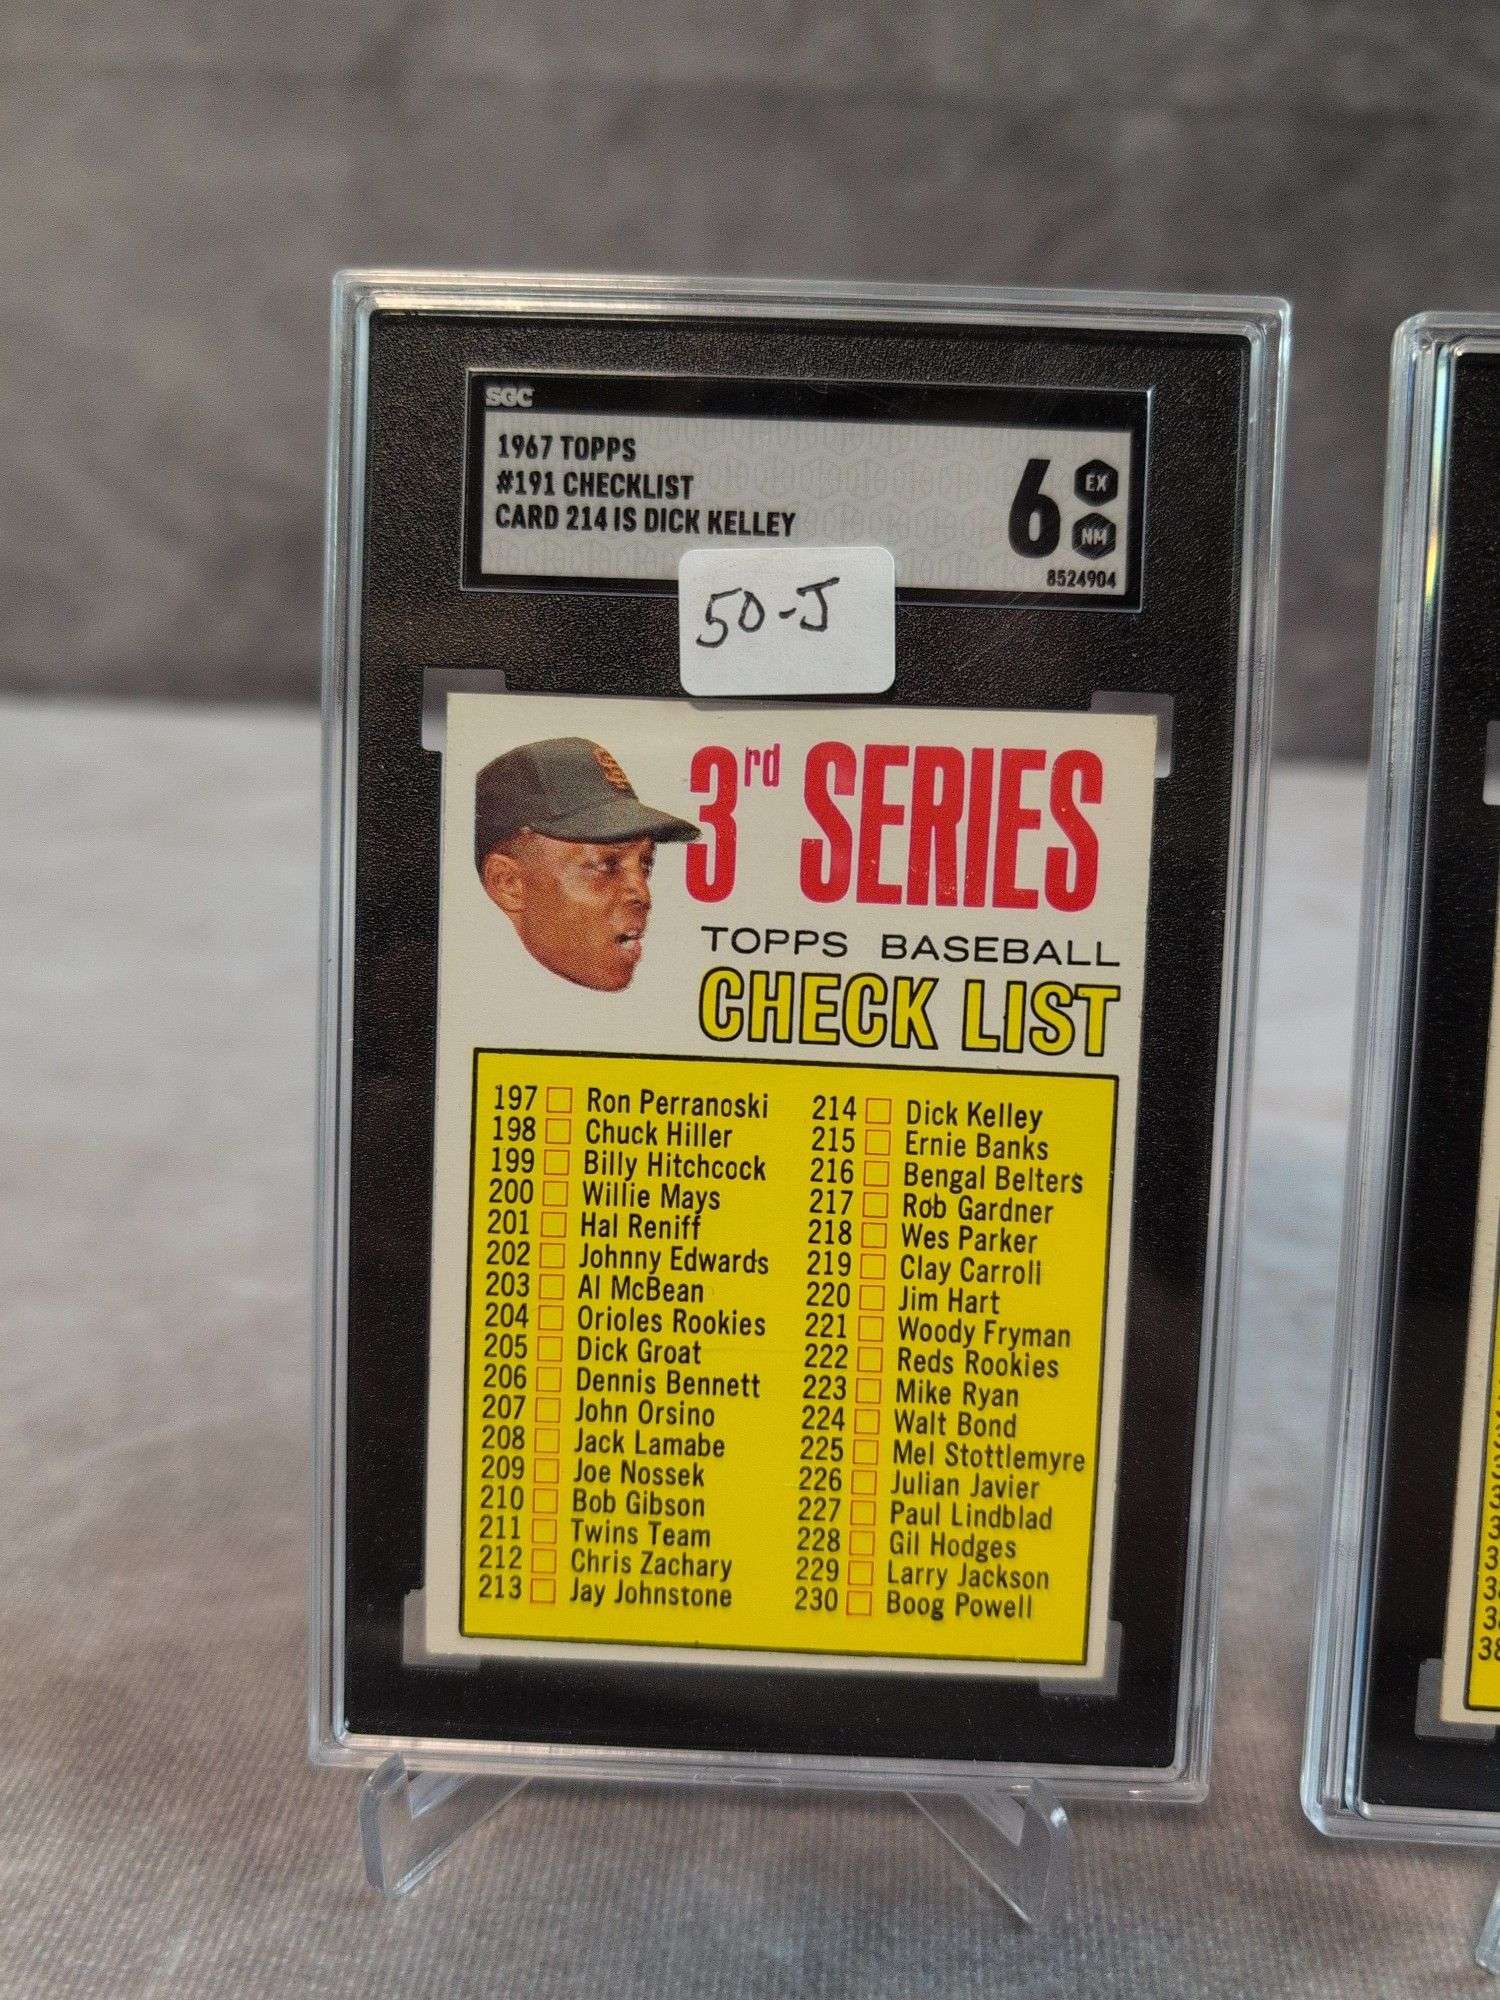 SGC
1967 TOPPS
#191 CHECKLIST
CARD 214 IS DICK KELLEY
6 EX NM
8524904
50-J
3rd SERIES
TOPPS BASEBALL
CHECK LIST
197 Ron Perranoski
198 Chuck Hiller
199 Billy Hitchcock
200 Willie Mays
201 Hal Reniff
202 Johnny Edwards
203 Al McBean
204 Orioles Rookies
205 Dick Groat
206 Dennis Bennett
207 John Orsino
208 Jack Lamabe
209 Joe Nossek
210 Bob Gibson
211 Twins Team
212 Chris Zachary
213 Jay Johnstone
214 Dick Kelley
215 Ernie Banks
216 Bengal Belters
217 Rob Gardner
218 Wes Parker
219 Clay Carroll
220 Jim Hart
221 Woody Fryman
222 Reds Rookies
223 Mike Ryan
224 Walt Bond
225 Mel Stottlemyre
226 Julian Javier
227 Paul Lindblad
228 Gil Hodges
229 Larry Jackson
230 Boog Powell